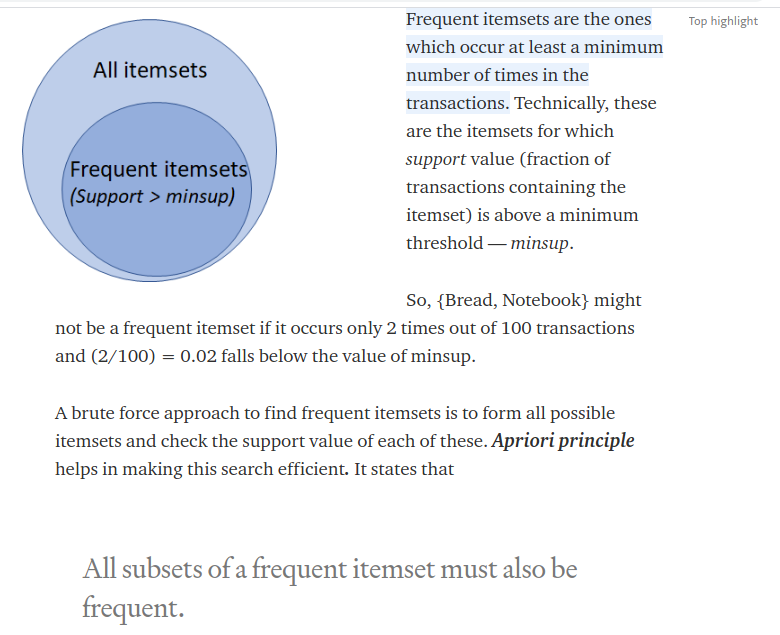 All itemsets
Frequent itemsets
(Support > minsup)
Frequent itemsets are the ones
which occur at least a minimum
number of times in the
transactions. Technically, these
are the itemsets for which
support value (fraction of
transactions containing the
itemset) is above a minimum
threshold — minsup.
Top highlight
So, {Bread, Notebook} might
not be a frequent itemset if it occurs only 2 times out of 100 transactions
and (2/100) = 0.02 falls below the value of minsup.
A brute force approach to find frequent itemsets is to form all possible
itemsets and check the support value of each of these. Apriori principle
helps in making this search efficient. It states that
All subsets of a frequent itemset must also be
frequent.